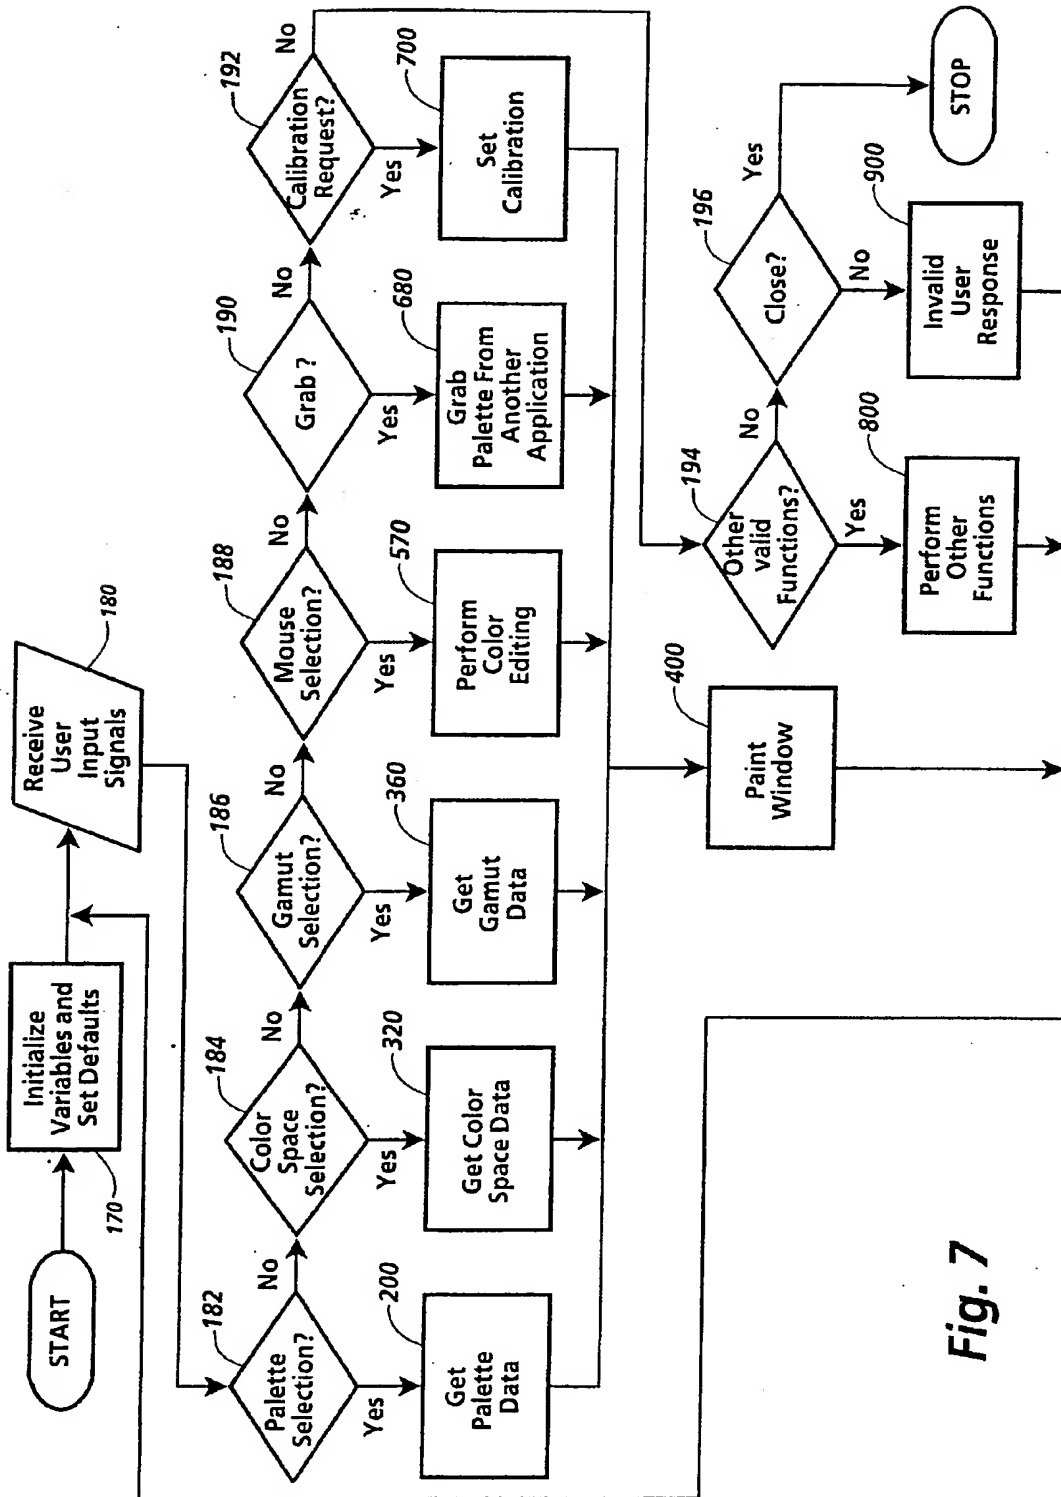 START
170
Initialize
Variables and
Set Defaults
180
Receive
User
Input
Signals
182
Palette
Selection?
No
Yes
184
Color
Space
Selection?
No
Yes
186
Gamut
Selection?
No
Yes
188
Mouse
Selection?
No
Yes
190
Grab ?
No
Yes
192
Calibration
Request?
No
Yes
200
Get
Palette
Data
320
Get Color
Space Data
360
Get
Gamut
Data
570
Perform
Color
Editing
680
Grab
Palette From
Another
Application
700
Set
Calibration
400
Paint
Window
194
Other
valid
Functions?
No
Yes
196
Close?
Yes
No
800
Perform
Other
Functions
900
Invalid
User
Response
STOP
Fig. 7